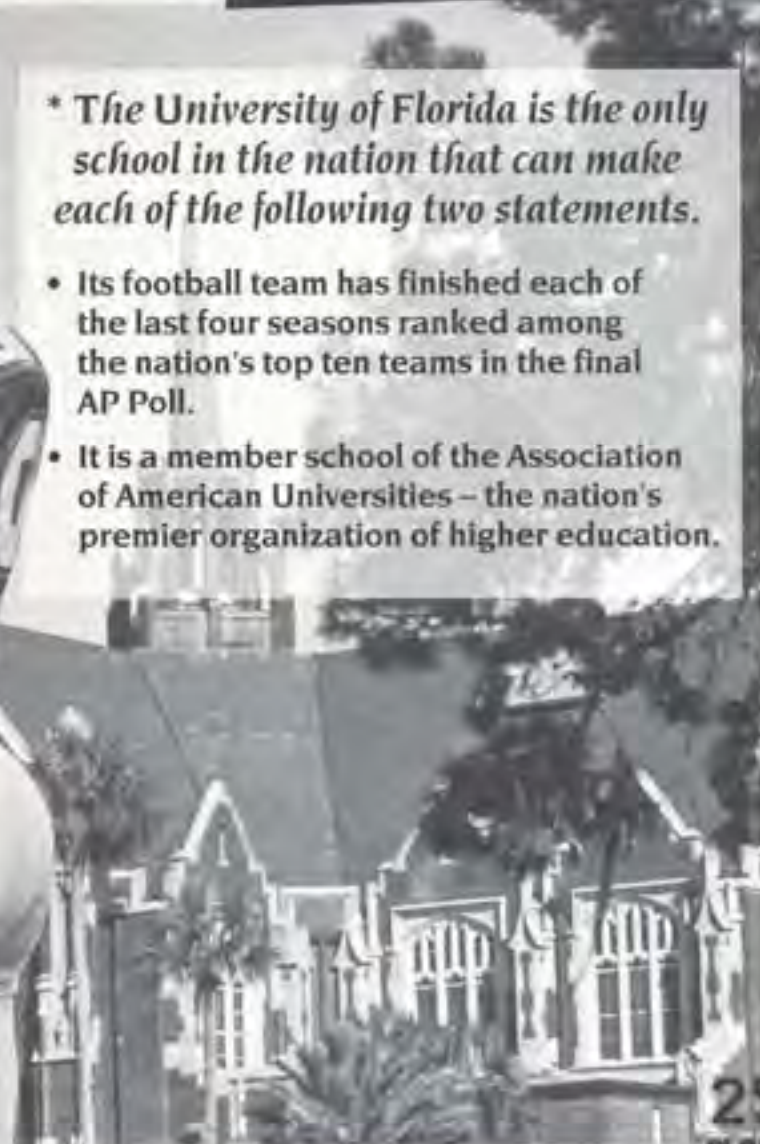 * The University of Florida is the only
school in the nation that can make
each of the following two statements.
• Its football team has finished each of
the last four seasons ranked among
the nation's top ten teams in the final
AP Poll.
• It is a member school of the Association
of American Universities – the nation's
premier organization of higher education.